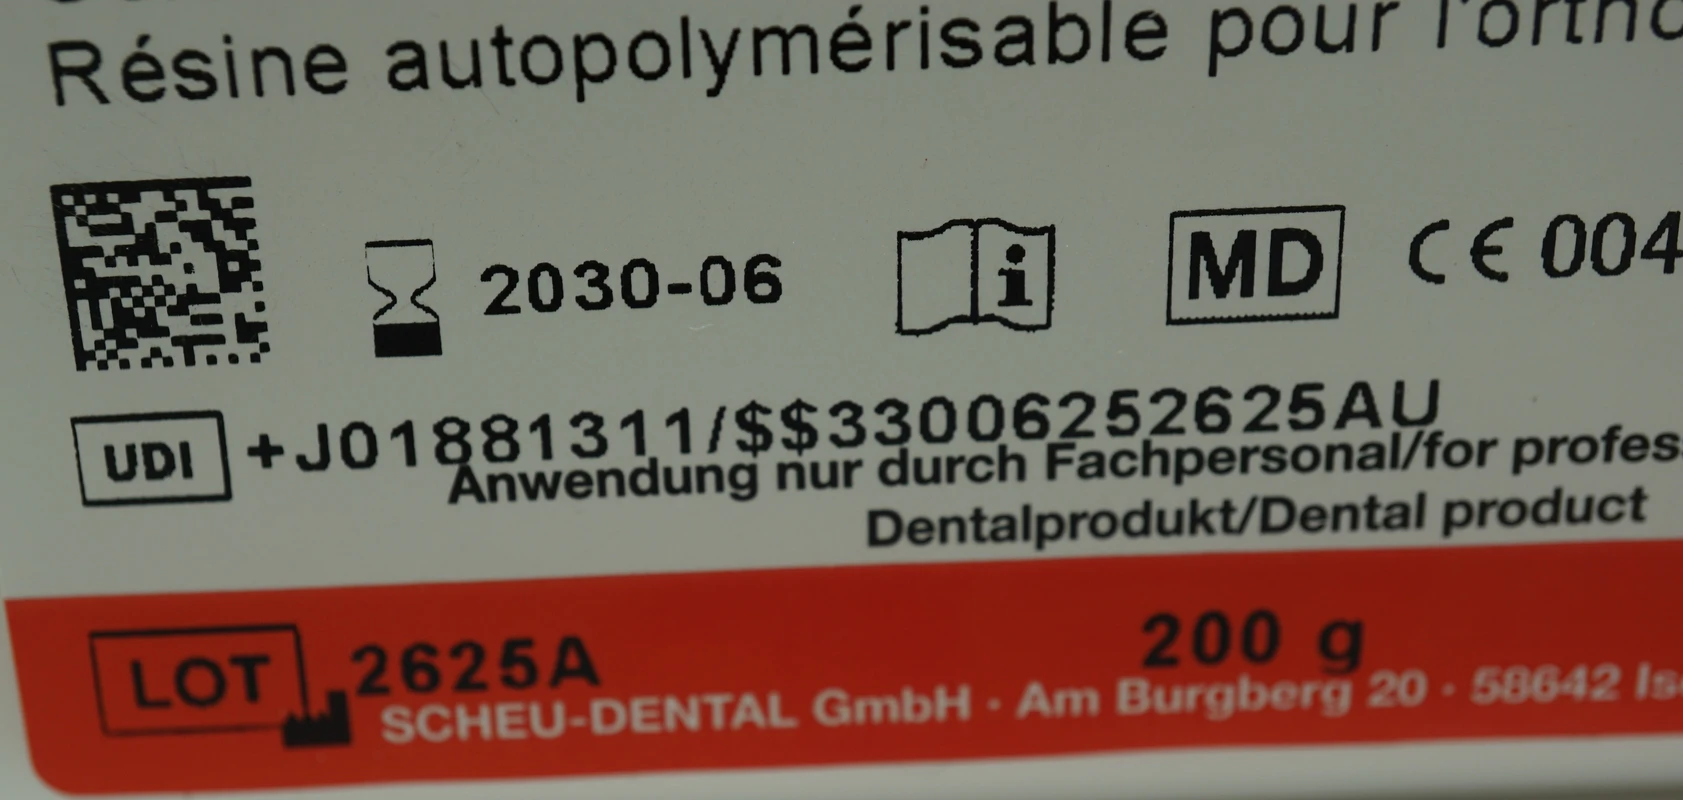 Résine autopolymérisable pour l'ortho
2030-06
MD CE 004
UDI +J01881311/$$33006252625AU
Anwendung nur durch Fachpersonal/for profes
Dentalprodukt/Dental product
LOT 2625A 200 g
SCHEU-DENTAL GmbH · Am Burgberg 20 · 58642 Is